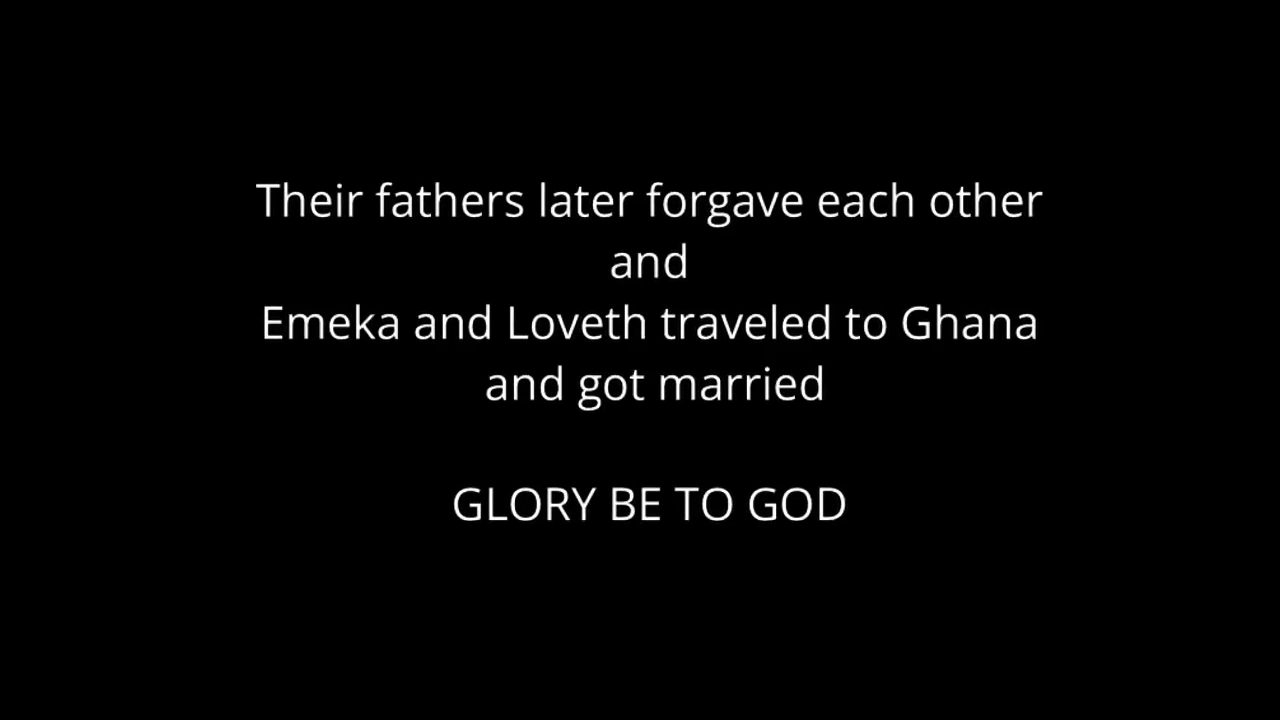 Their fathers later forgave each other
and
Emeka and Loveth traveled to Ghana
and got married
GLORY BE TO GOD